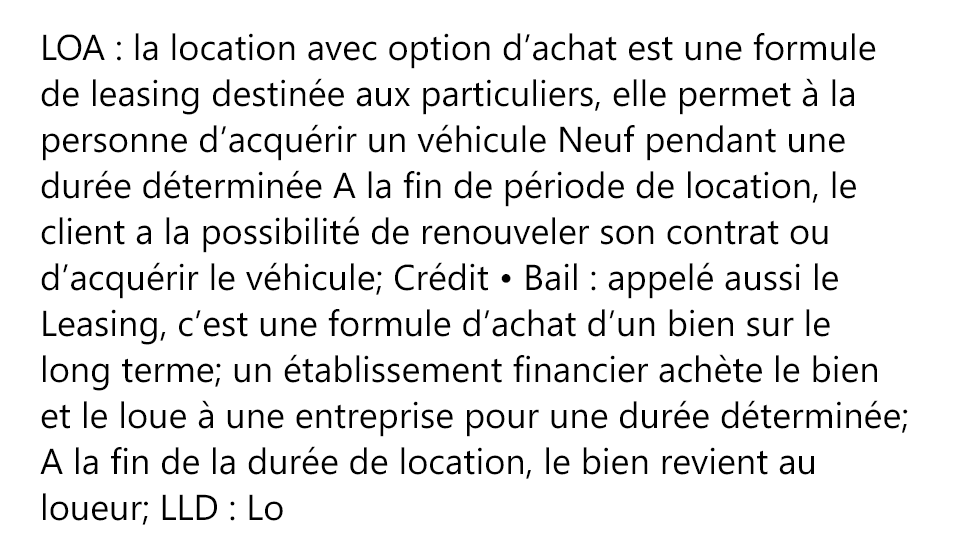 LOA : la location avec option d’achat est une formule
de leasing destinée aux particuliers, elle permet à la
personne d’acquérir un véhicule Neuf pendant une
durée déterminée A la fin de période de location, le
client a la possibilité de renouveler son contrat ou
d’acquérir le véhicule; Crédit • Bail : appelé aussi le
Leasing, c’est une formule d’achat d’un bien sur le
long terme; un établissement financier achète le bien
et le loue à une entreprise pour une durée déterminée;
A la fin de la durée de location, le bien revient au
loueur; LLD : Lo